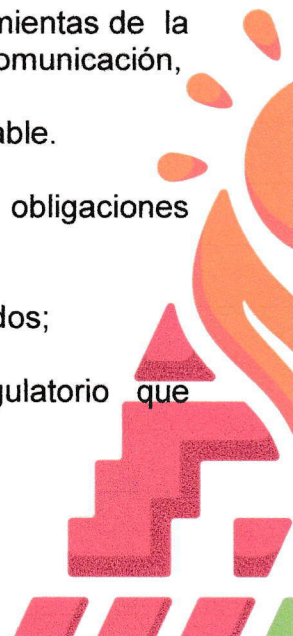 mientas de la
omunicación,
able.
obligaciones
dos;
gulatorio que